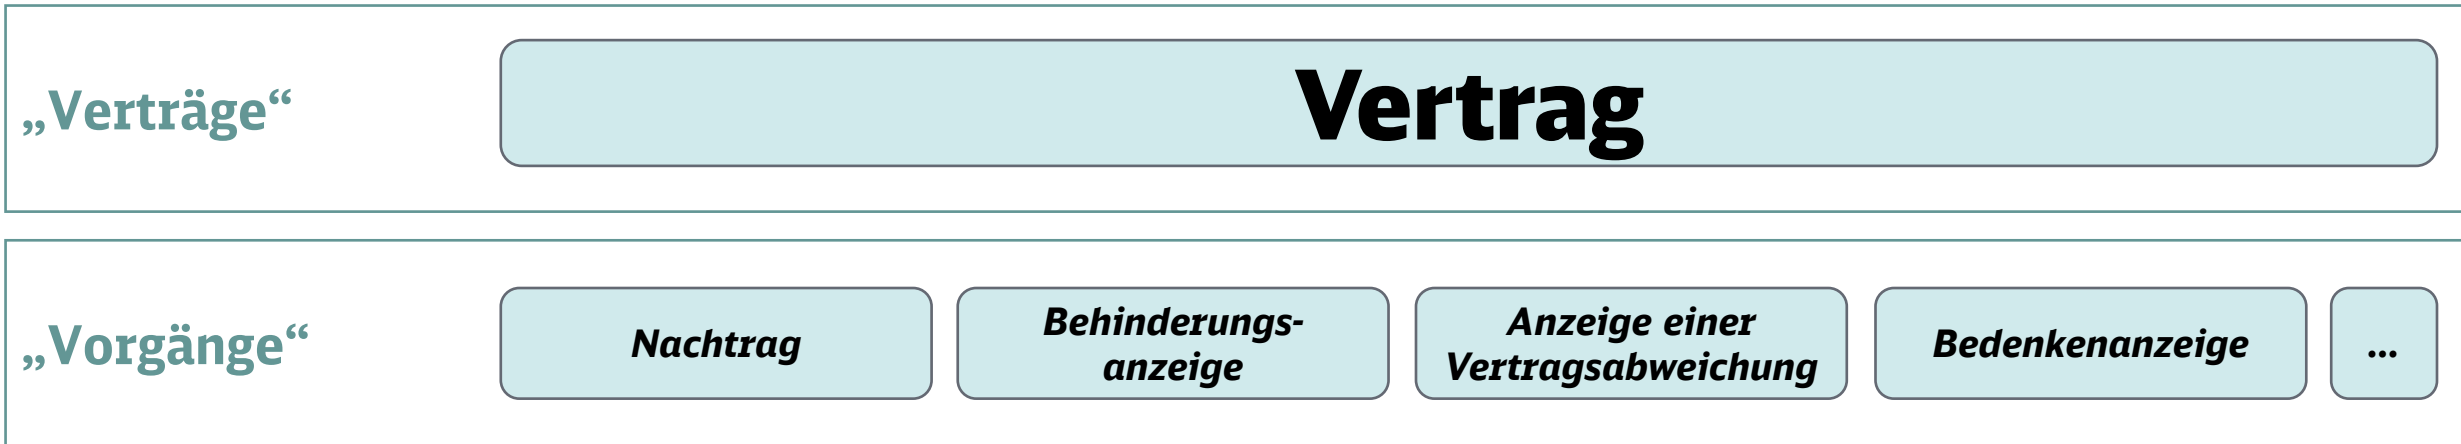 „Verträge“
Vertrag
„Vorgänge“
Nachtrag
Behinderungs-
anzeige
Anzeige einer
Vertragsabweichung
Bedenkenanzeige
...